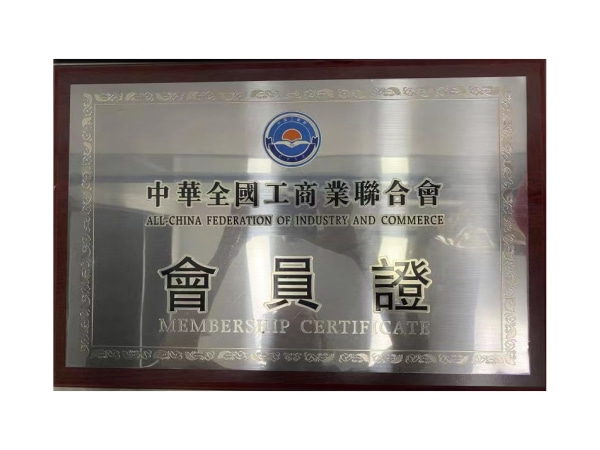 中華全國工商業聯合會
ALL-CHINA FEDERATION OF INDUSTRY AND COMMERCE
會員證
MEMBERSHIP CERTIFICATE